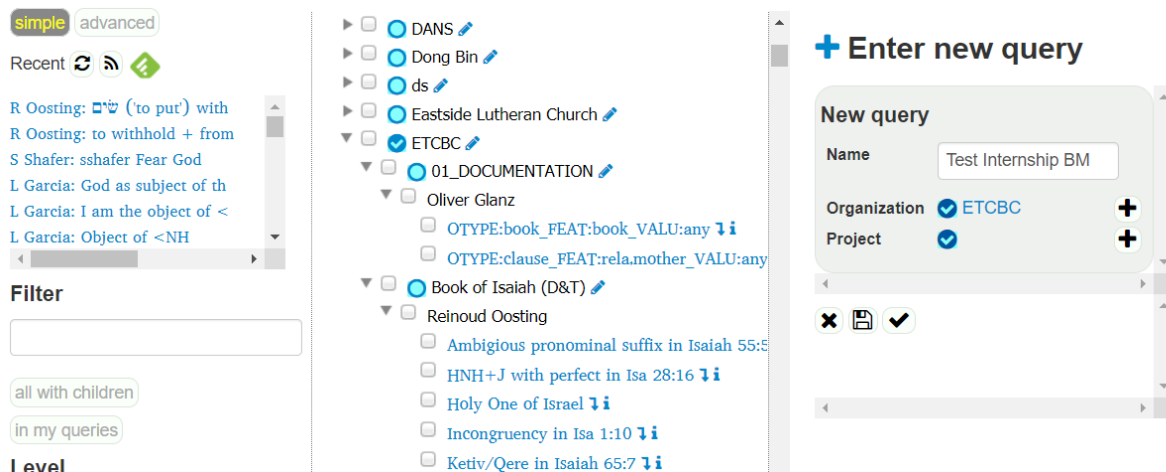 simple advanced
Recent
R Oosting: שׂים ('to put') with
R Oosting: to withhold + from
S Shafer: sshafer Fear God
L Garcia: God as subject of th
L Garcia: I am the object of <
L Garcia: Object of <NH
Filter
all with children
in my queries
Level
DANS
Dong Bin
ds
Eastside Lutheran Church
ETCBC
01_DOCUMENTATION
Oliver Glanz
OTYPE:book_FEAT:book_VALU:any
OTYPE:clause_FEAT:rela,mother_VALU:any
Book of Isaiah (D&T)
Reinoud Oosting
Ambigious pronominal suffix in Isaiah 55:5
HNH+J with perfect in Isa 28:16
Holy One of Israel
Incongruency in Isa 1:10
Ketiv/Qere in Isaiah 65:7
Enter new query
New query
Name Test Internship BM
Organization ETCBC
Project